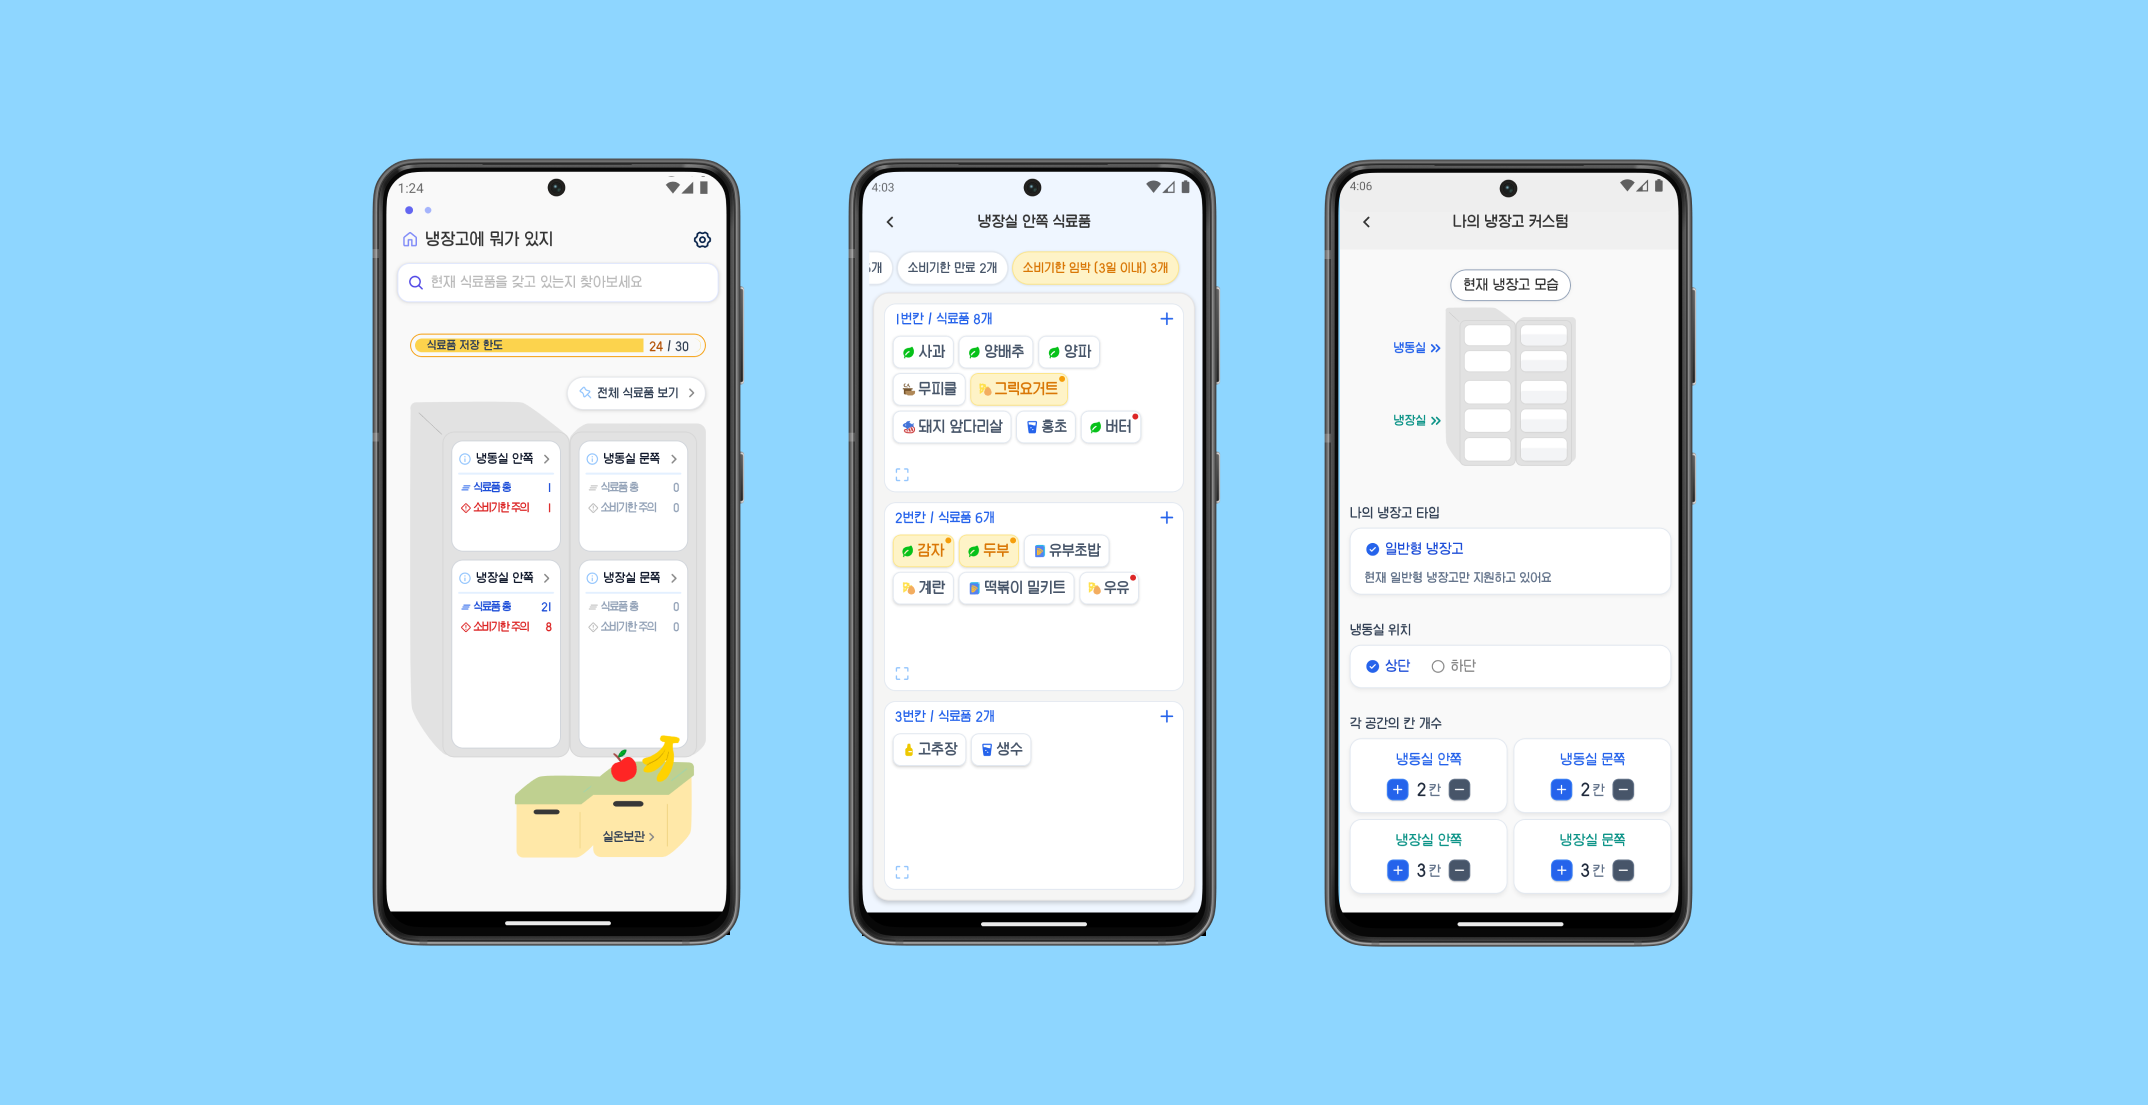 1:24
냉장고에 뭐가 있지
현재 식료품을 갖고 있는지 찾아보세요
식료품 저장 한도 24 / 30
전체 식료품 보기
냉동실 안쪽
식료품 총 1
소비기한 주의 1
냉동실 문쪽
식료품 총 0
소비기한 주의 0
냉장실 안쪽
식료품 총 21
소비기한 주의 8
냉장실 문쪽
식료품 총 0
소비기한 주의 0
실온보관
4:03
냉장실 안쪽 식료품
개 소비기한 만료 2개 소비기한 임박 (3일 이내) 3개
1번칸 / 식료품 8개
사과 양배추 양파
무피클 그릭요거트
돼지 앞다리살 홍초 버터
2번칸 / 식료품 6개
감자 두부 유부초밥
계란 떡볶이 밀키트 우유
3번칸 / 식료품 2개
고추장 생수
4:06
나의 냉장고 커스텀
현재 냉장고 모습
냉동실
냉장실
나의 냉장고 타입
일반형 냉장고
현재 일반형 냉장고만 지원하고 있어요
냉동실 위치
상단 하단
각 공간의 칸 개수
냉동실 안쪽
2 칸
냉동실 문쪽
2 칸
냉장실 안쪽
3 칸
냉장실 문쪽
3 칸